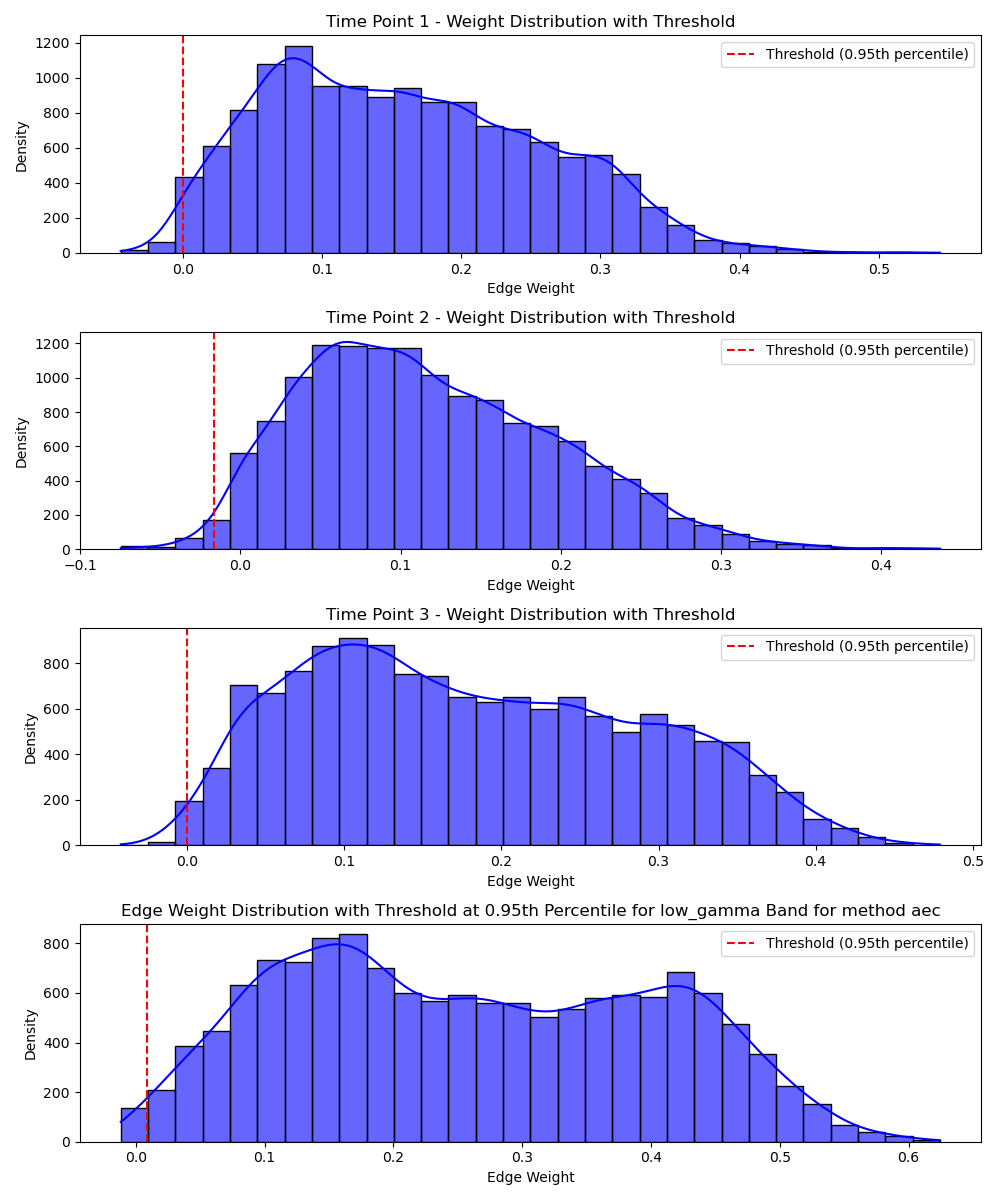 Time Point 1 - Weight Distribution with Threshold
1200
1000
800
600
400
200
0
Density
Threshold (0.95th percentile)
0.0 0.1 0.2 0.3 0.4 0.5
Edge Weight
Time Point 2 - Weight Distribution with Threshold
1200
1000
800
600
400
200
0
Density
Threshold (0.95th percentile)
−0.1 0.0 0.1 0.2 0.3 0.4
Edge Weight
Time Point 3 - Weight Distribution with Threshold
800
600
400
200
0
Density
Threshold (0.95th percentile)
0.0 0.1 0.2 0.3 0.4 0.5
Edge Weight
Edge Weight Distribution with Threshold at 0.95th Percentile for low_gamma Band for method aec
800
600
400
200
0
Density
Threshold (0.95th percentile)
0.0 0.1 0.2 0.3 0.4 0.5 0.6
Edge Weight